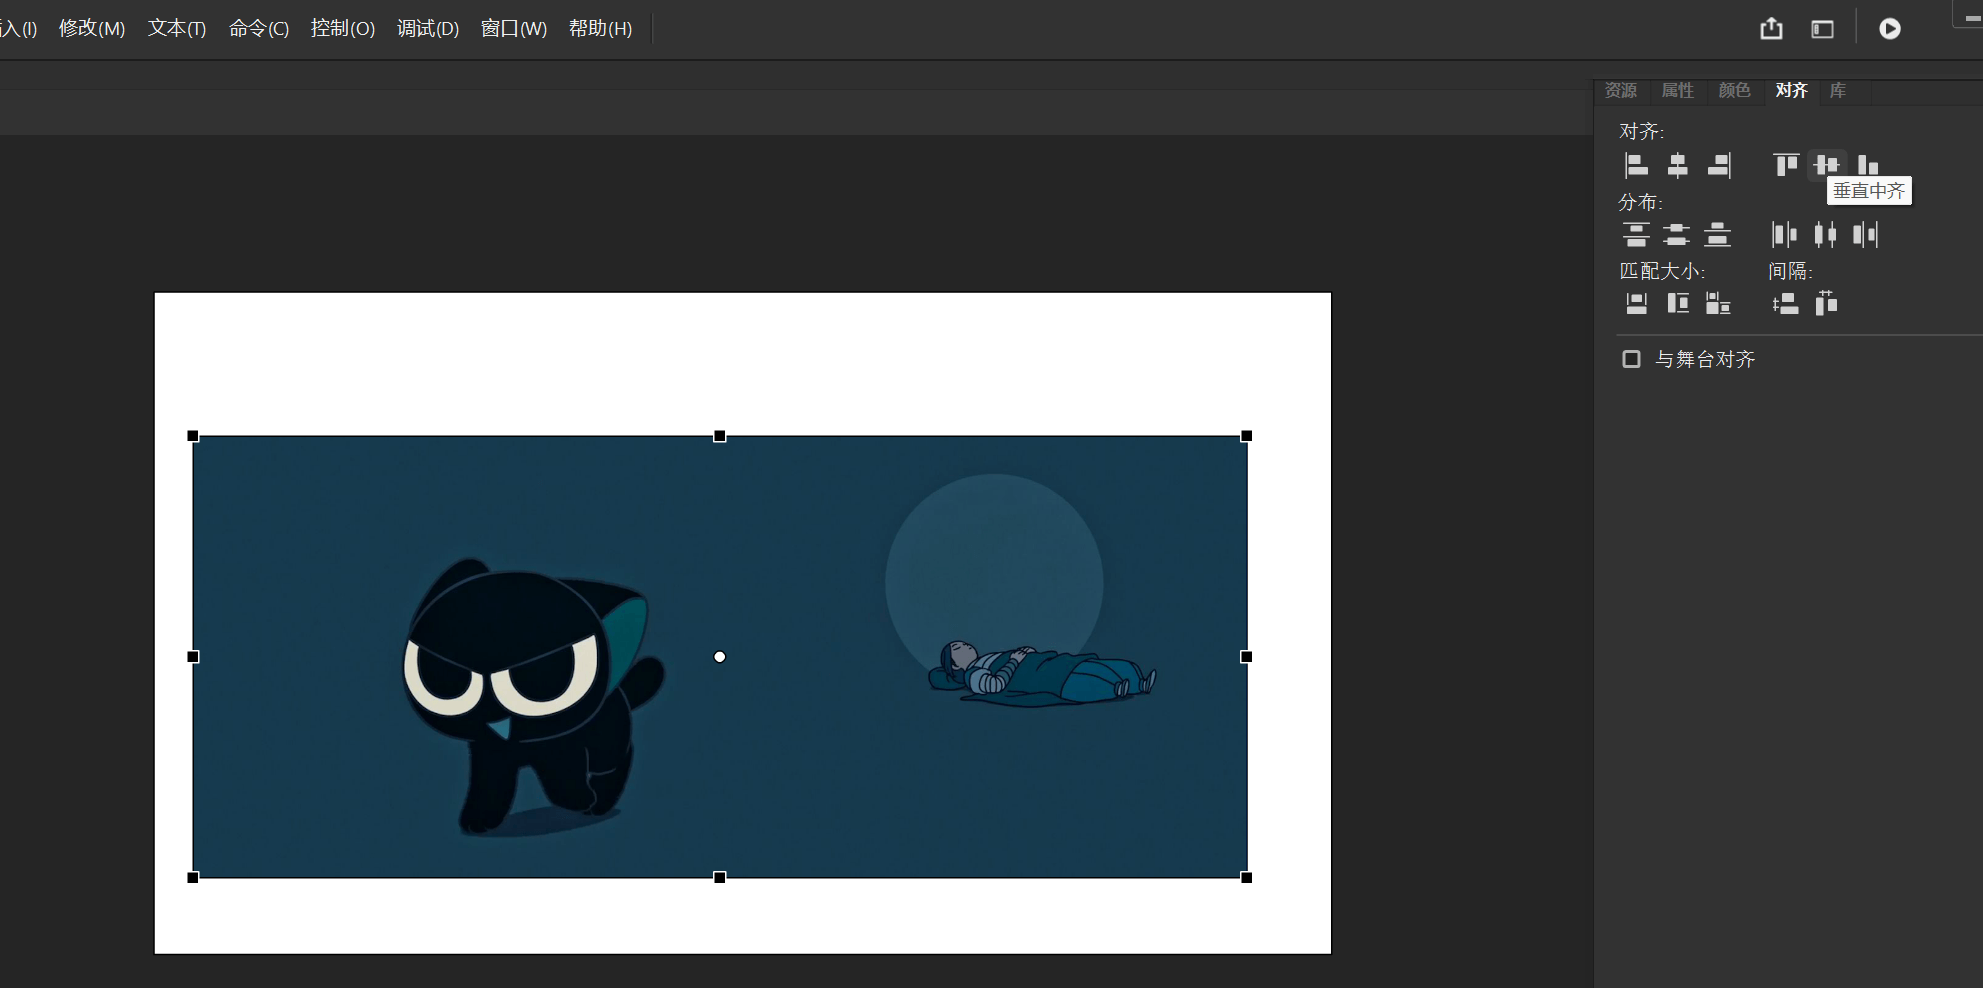 入(I) 修改(M) 文本(T) 命令(C) 控制(O) 调试(D) 窗口(W) 帮助(H)
资源 属性 颜色 对齐 库
对齐:
垂直中齐
分布:
匹配大小: 间隔:
与舞台对齐